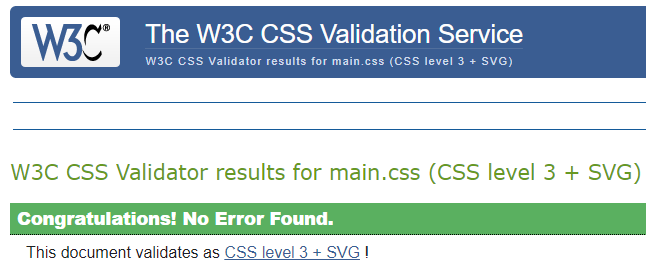 W3C®
The W3C CSS Validation Service
W3C CSS Validator results for main.css (CSS level 3 + SVG)
W3C CSS Validator results for main.css (CSS level 3 + SVG)
Congratulations! No Error Found.
This document validates as CSS level 3 + SVG !